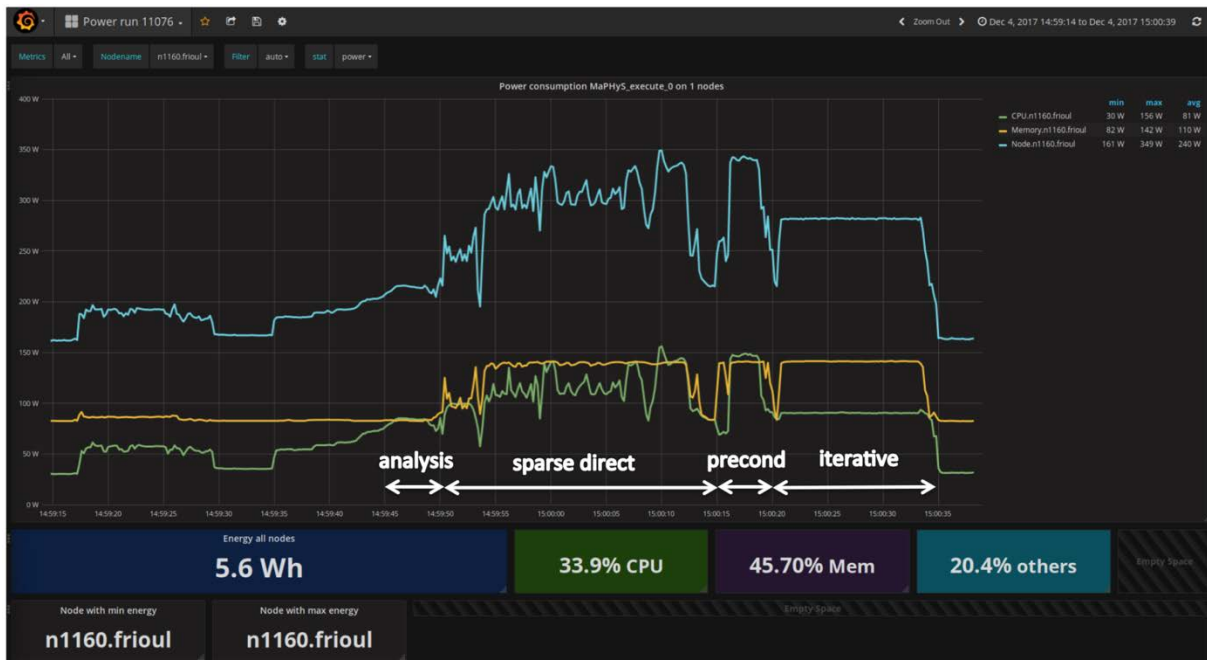 Power run 11076
Zoom Out
Dec 4, 2017 14:59:14 to Dec 4, 2017 15:00:39
Metrics All Nodename n1160.frioul Filter auto stat power
Power consumption MaPHyS_execute_0 on 1 nodes
min max avg
CPU.n1160.frioul 30 W 156 W 81 W
Memory.n1160.frioul 82 W 142 W 110 W
Node.n1160.frioul 161 W 349 W 240 W
400 W
350 W
300 W
250 W
200 W
150 W
100 W
50 W
0 W
analysis sparse direct precond iterative
14:59:15 14:59:20 14:59:25 14:59:30 14:59:35 14:59:40 14:59:45 14:59:50 14:59:55 15:00:00 15:00:05 15:00:10 15:00:15 15:00:20 15:00:25 15:00:30 15:00:35
Energy all nodes
5.6 Wh
33.9% CPU
45.70% Mem
20.4% others
Empty Space
Node with min energy
n1160.frioul
Node with max energy
n1160.frioul
Empty Space